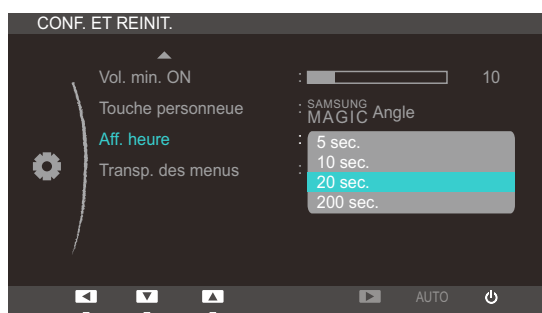 CONF. ET REINIT.
Vol. min. ON : 10
Touche personneue : SAMSUNG MAGIC Angle
Aff. heure :
5 sec.
10 sec.
20 sec.
Transp. des menus :
200 sec.
AUTO